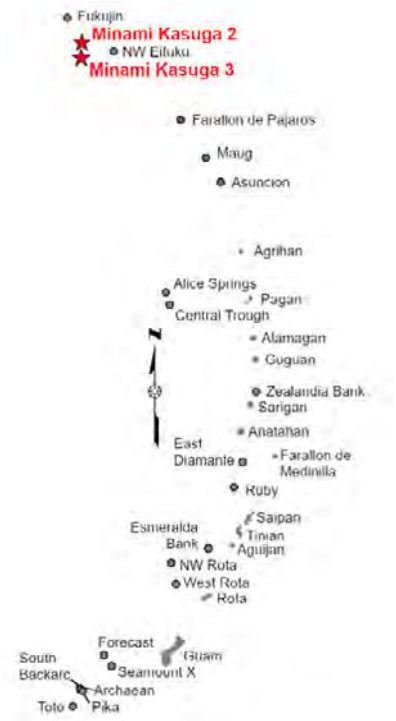 Fukujin
Minami Kasuga 2
NW Eifuku
Minami Kasuga 3
Farallon de Pajaros
Maug
Asuncion
Agrihan
Alice Springs
Pagan
Central Trough
Z
Alamagan
Guguan
Zealandia Bank
Sarigan
Anatahan
East
Diamante
Farallon de
Medinilla
Ruby
Saipan
Esmeralda
Bank
Tinian
Aguijan
NW Rota
West Rota
Rota
Forecast
Guam
South
Backarc
Seamount X
Archaean
Toto
Pika